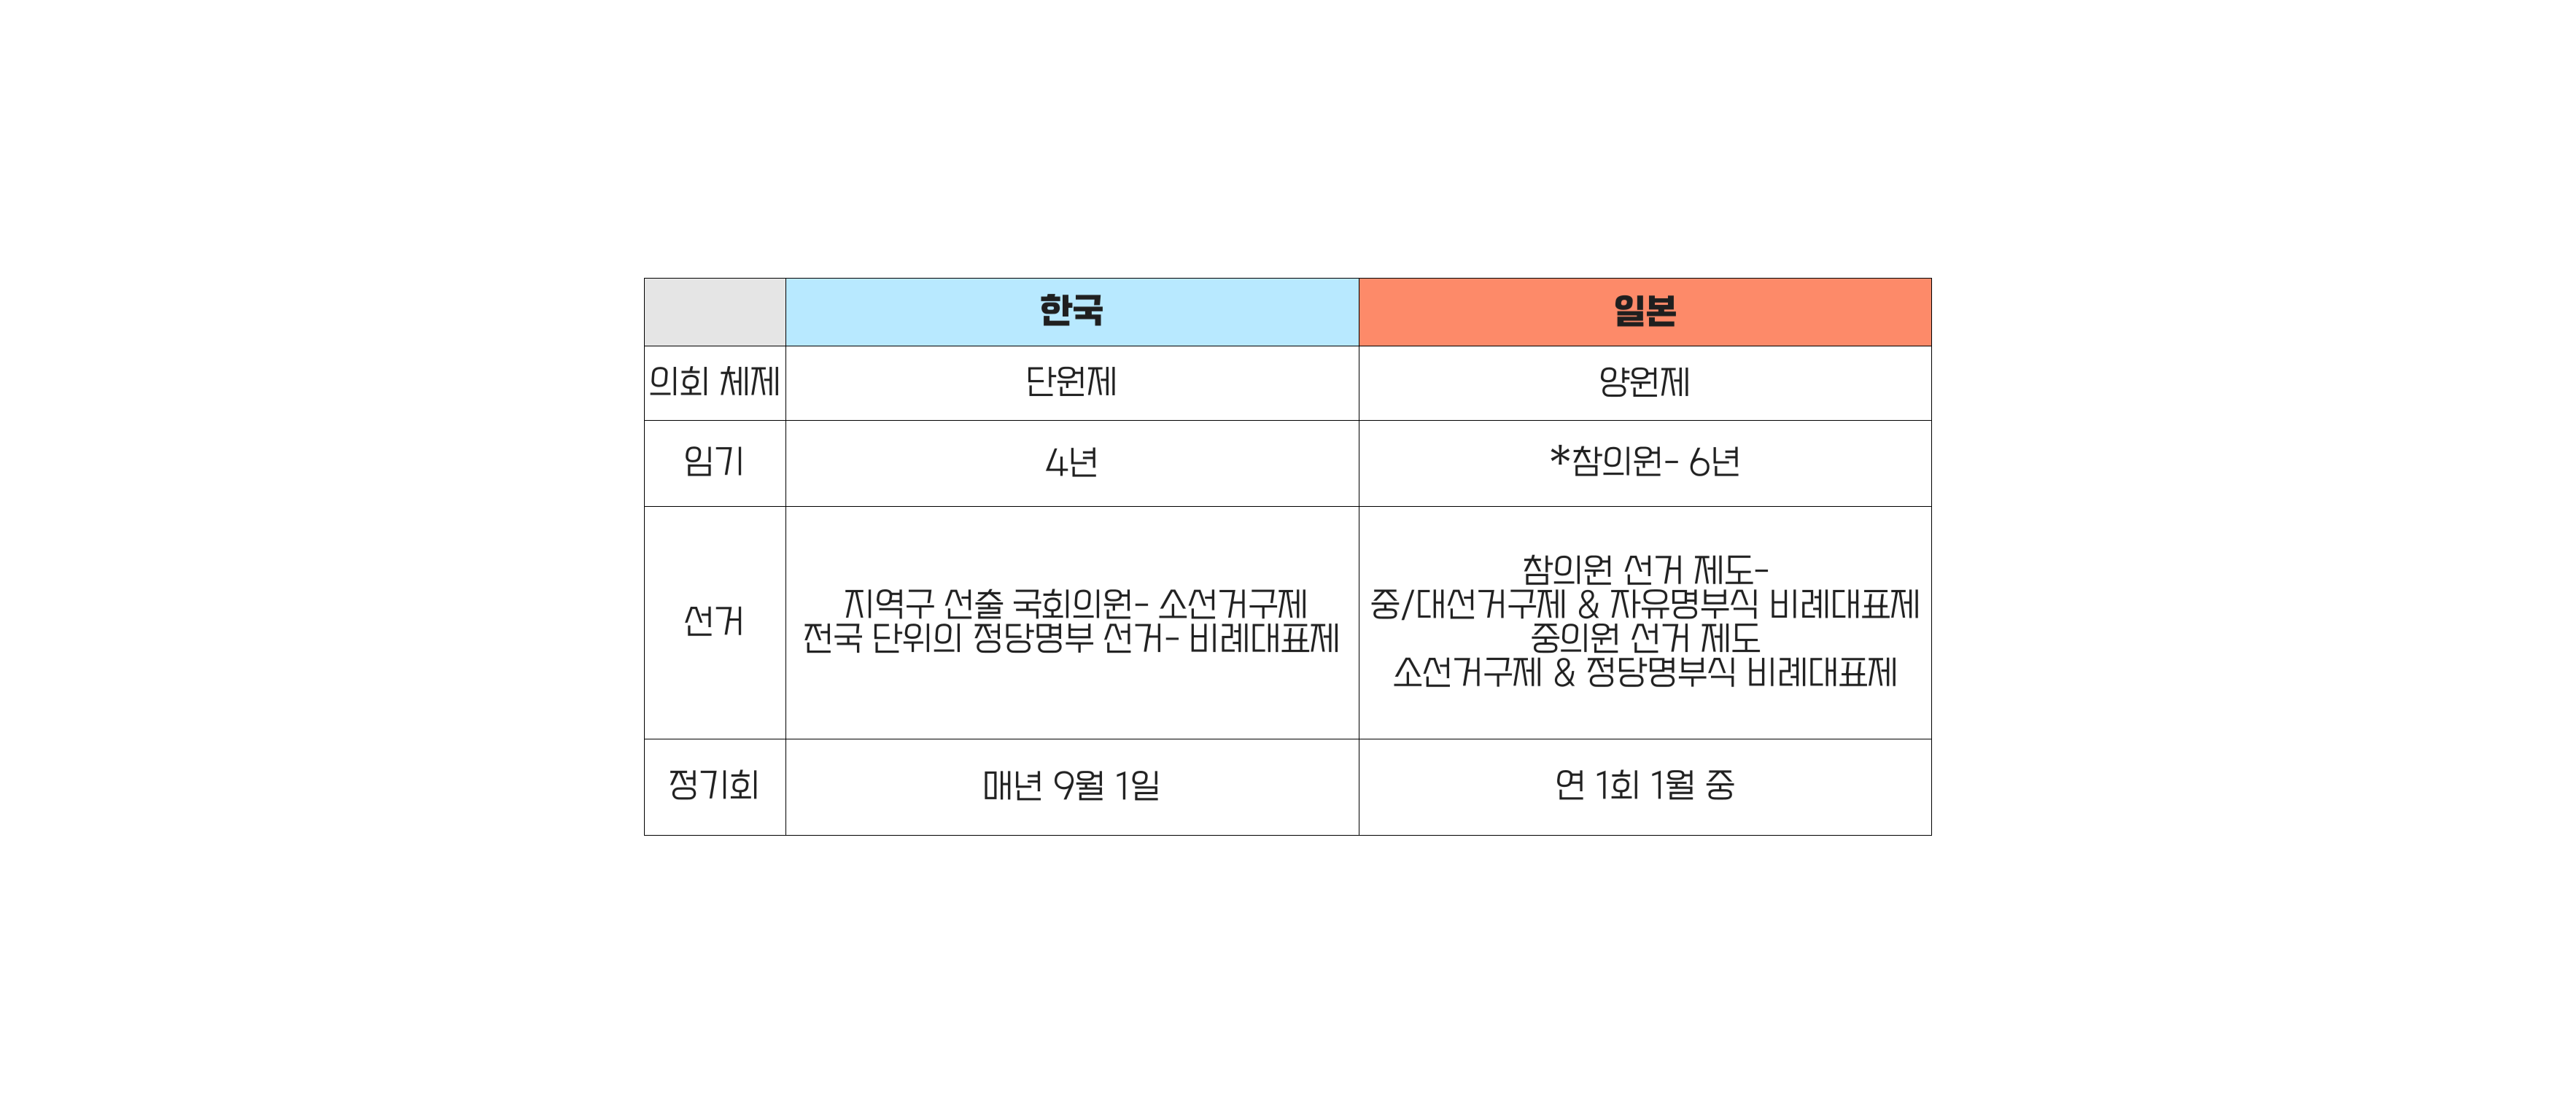 한국
일본
의회 체제
단원제
양원제
임기
4년
*참의원- 6년
선거
지역구 선출 국회의원- 소선거구제
전국 단위의 정당명부 선거- 비례대표제
참의원 선거 제도-
중/대선거구제 & 자유명부식 비례대표제
중의원 선거 제도
소선거구제 & 정당명부식 비례대표제
정기회
매년 9월 1일
연 1회 1월 중